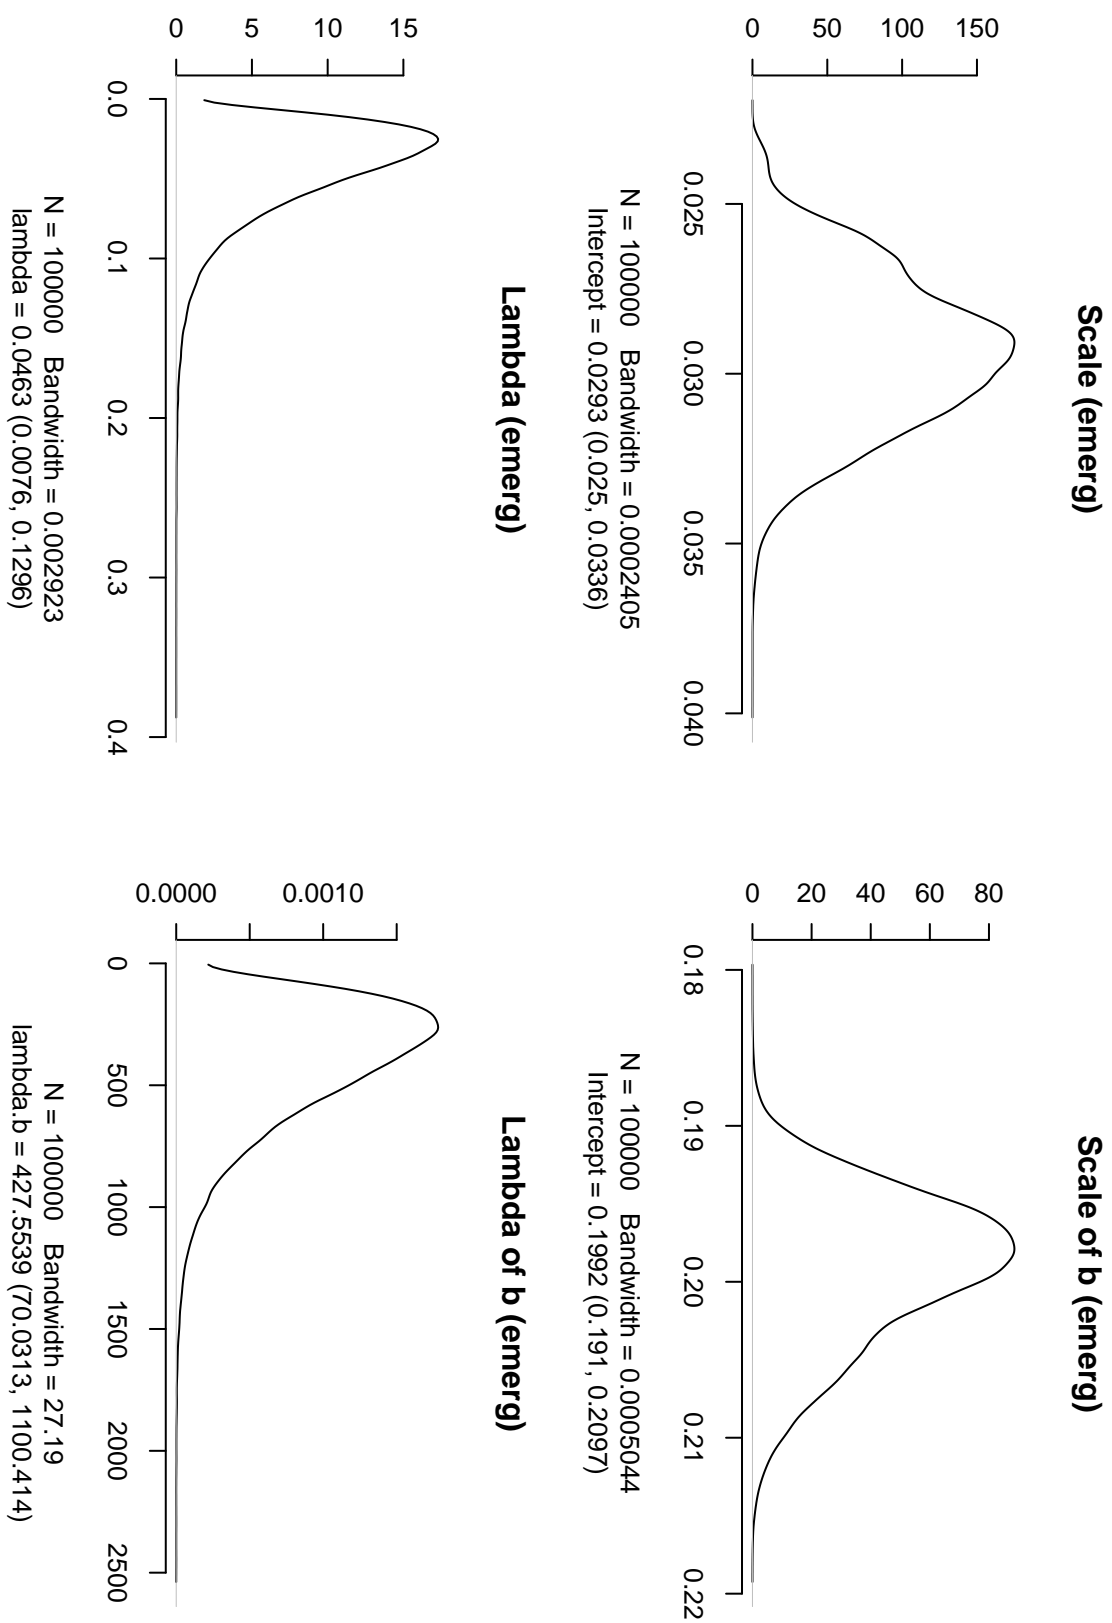 Scale (emerg)
0 50 100 150
0.025 0.030 0.035 0.040
N = 100000 Bandwidth = 0.0002405
Intercept = 0.0293 (0.025, 0.0336)
Scale of b (emerg)
0 20 40 60 80
0.18 0.19 0.20 0.21 0.22
N = 100000 Bandwidth = 0.0005044
Intercept = 0.1992 (0.191, 0.2097)
Lambda (emerg)
0 5 10 15
0.0 0.1 0.2 0.3 0.4
N = 100000 Bandwidth = 0.002923
lambda = 0.0463 (0.0076, 0.1296)
Lambda of b (emerg)
0.0000 0.0010
0 500 1000 1500 2000 2500
N = 100000 Bandwidth = 27.19
lambda.b = 427.5539 (70.0313, 1100.414)